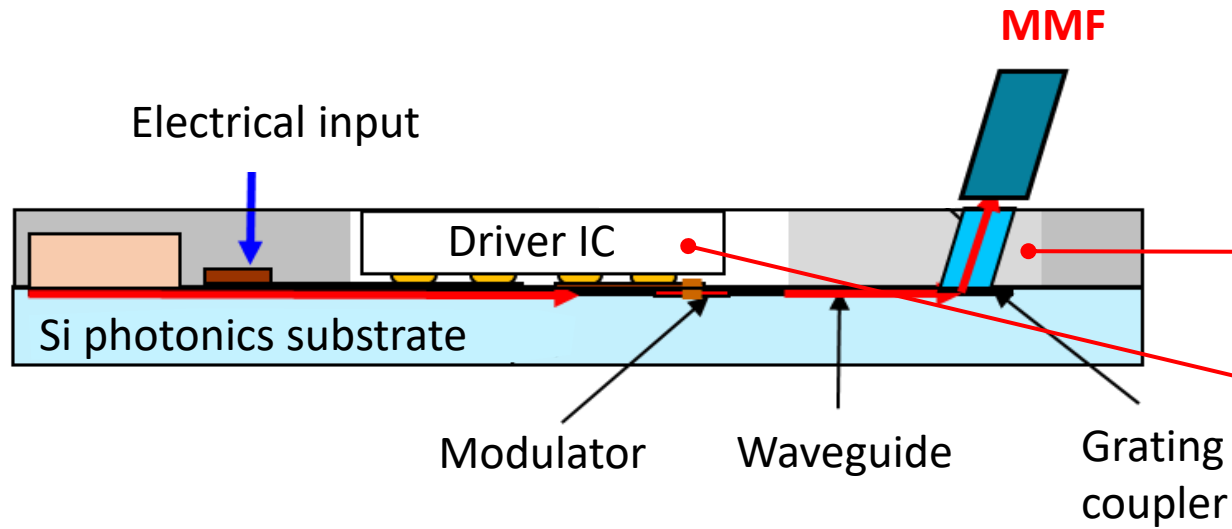 MMF
Electrical input
Driver IC
Si photonics substrate
Modulator
Waveguide
Grating
coupler